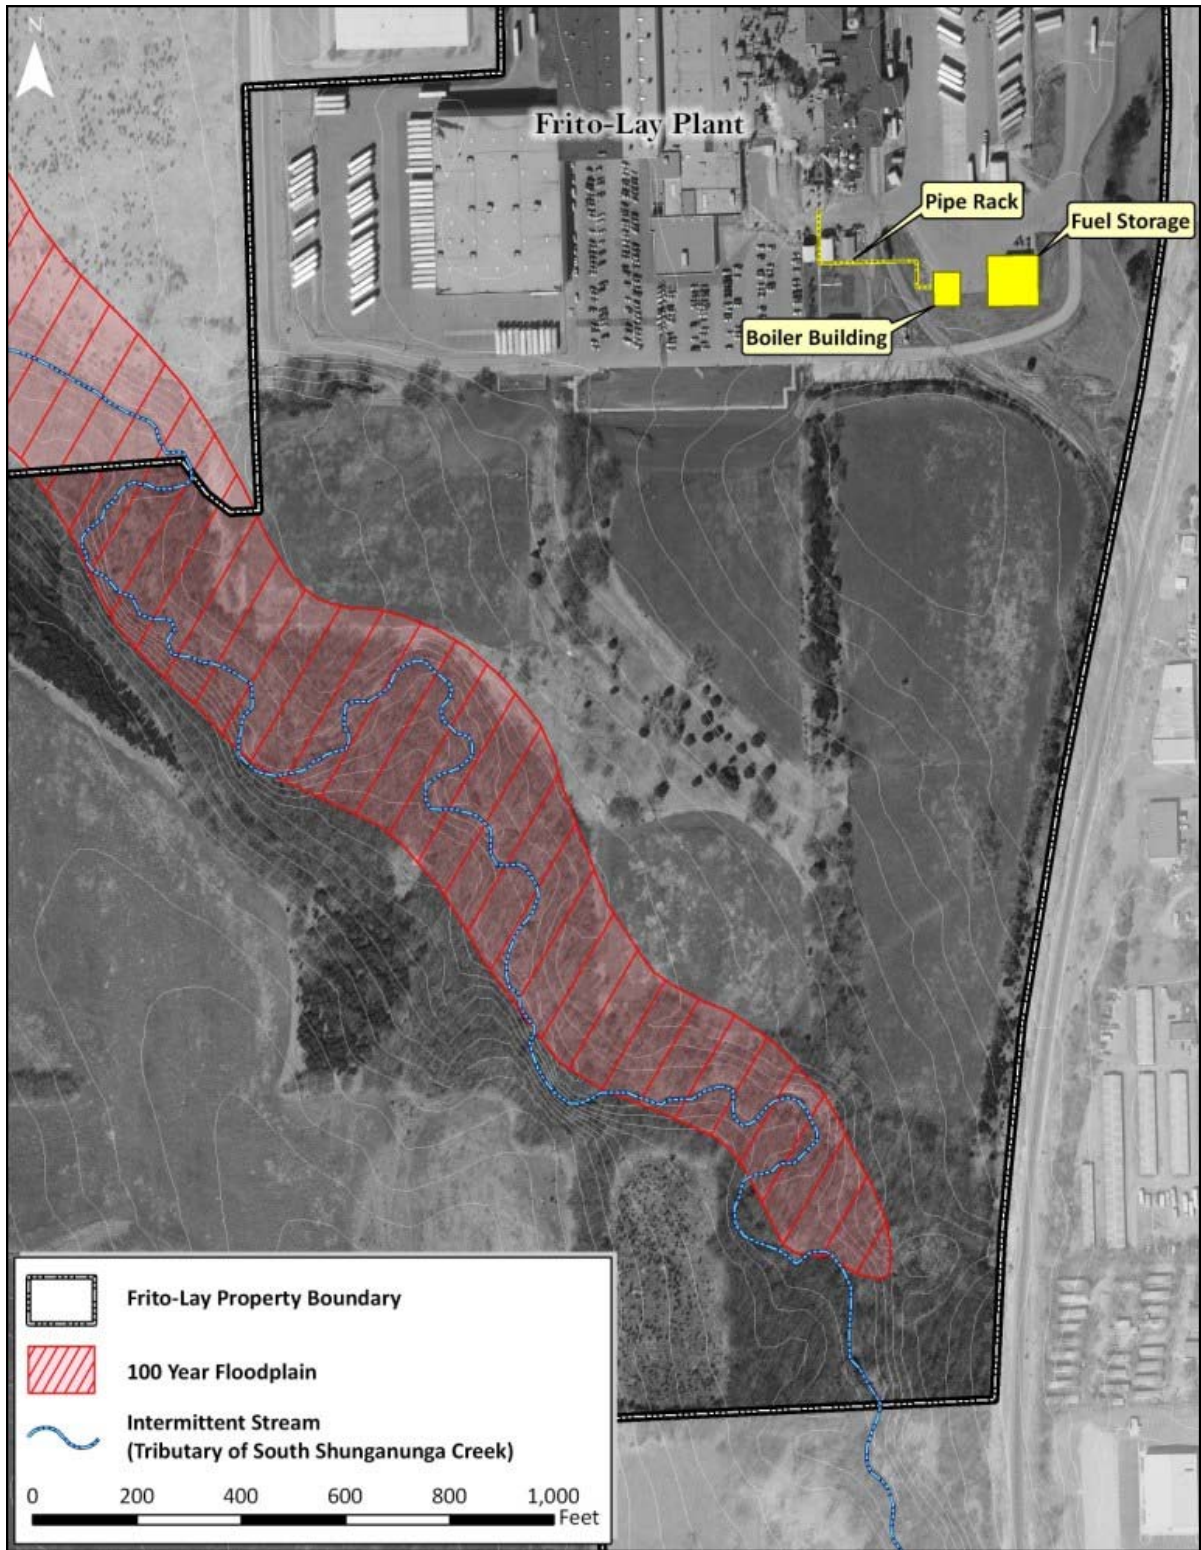 N
Frito-Lay Plant
Pipe Rack
Fuel Storage
Boiler Building
Frito-Lay Property Boundary
100 Year Floodplain
Intermittent Stream
(Tributary of South Shunganunga Creek)
0 200 400 600 800 1,000
Feet